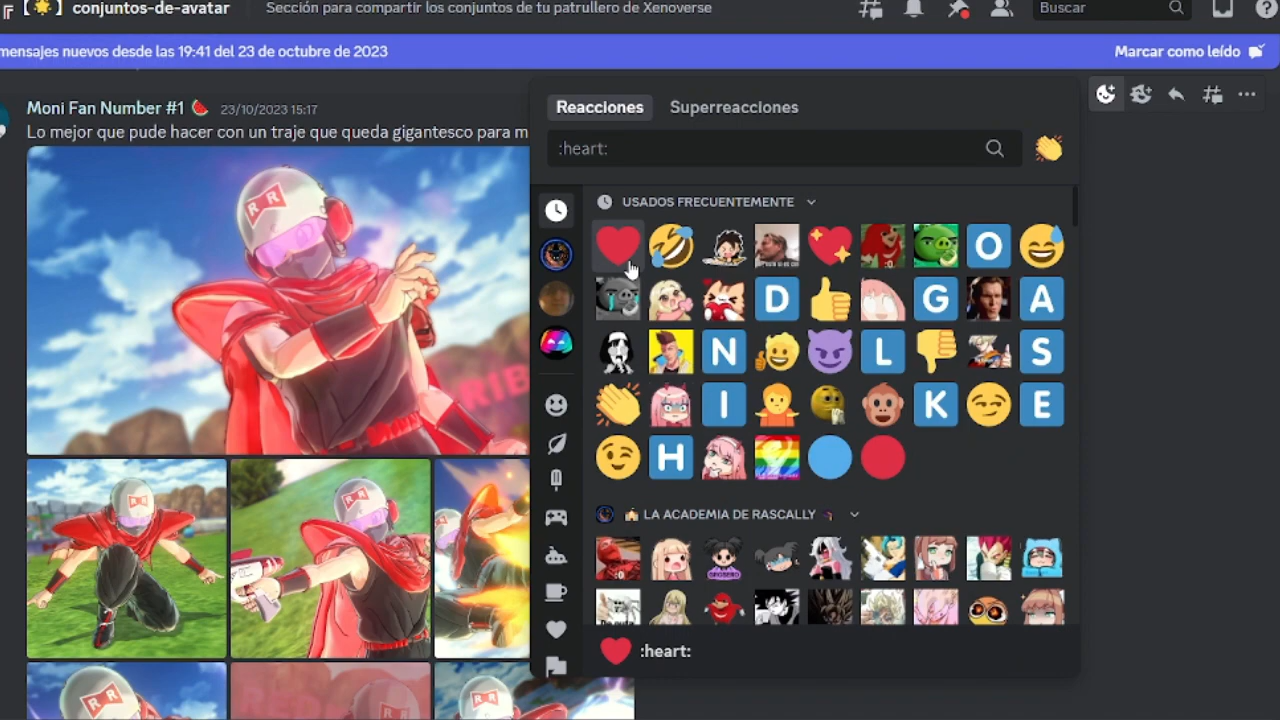 conjuntos-de-avatar
Sección para compartir los conjuntos de tu patrullero de Xenoverse
Buscar
mensajes nuevos desde las 19:41 del 23 de octubre de 2023
Marcar como leído
Moni Fan Number #1 🍉 23/10/2023 15:17
Lo mejor que pude hacer con un traje que queda gigantesco para m
Reacciones
Superreacciones
:heart:
USADOS FRECUENTEMENTE
O
D
G
A
N
L
S
I
K
E
H
LA ACADEMIA DE RASCALLY
:heart:
R R
R R
R R
R R
R R